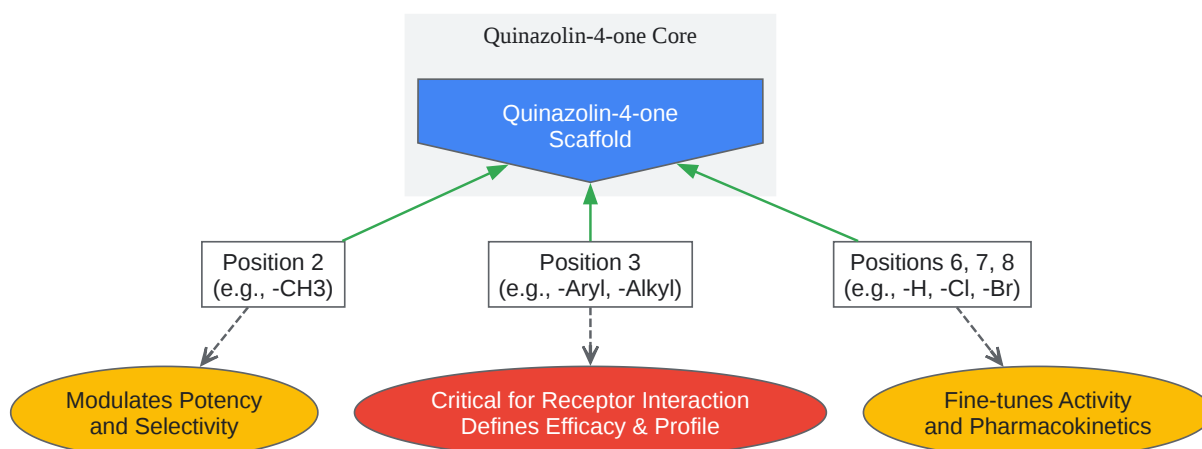 Quinazolin-4-one Core
Quinazolin-4-one
Scaffold
Position 2
(e.g., -CH3)
Position 3
(e.g., -Aryl, -Alkyl)
Positions 6, 7, 8
(e.g., -H, -Cl, -Br)
Modulates Potency
and Selectivity
Critical for Receptor Interaction
Defines Efficacy & Profile
Fine-tunes Activity
and Pharmacokinetics